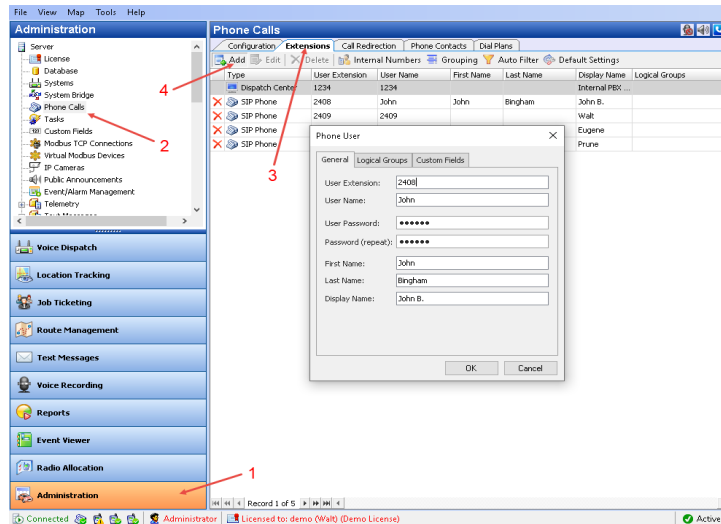 File View Map Tools Help
Administration
Phone Calls
Server
License
Database
Systems
System Bridge
Phone Calls
Tasks
Custom Fields
Modbus TCP Connections
Virtual Modbus Devices
IP Cameras
Public Announcements
Event/Alarm Management
Telemetry
Configuration Extensions Call Redirection Phone Contacts Dial Plans
Add Edit Delete Internal Numbers Grouping Auto Filter Default Settings
Type User Extension User Name First Name Last Name Display Name Logical Groups
Dispatch Center 1234 1234 Internal PBX ...
SIP Phone 2408 John John Bingham John B.
SIP Phone 2409 2409 Walt
SIP Phone Eugene
SIP Phone Prune
4
2
3
Phone User
General Logical Groups Custom Fields
User Extension: 2408
User Name: John
User Password: ●●●●●●
Password (repeat): ●●●●●●
First Name: John
Last Name: Bingham
Display Name: John B.
OK Cancel
Voice Dispatch
Location Tracking
Job Ticketing
Route Management
Text Messages
Voice Recording
Reports
Event Viewer
Radio Allocation
Administration
1
Record 1 of 5
Connected Administrator Licensed to: demo (Walt) (Demo License) Active